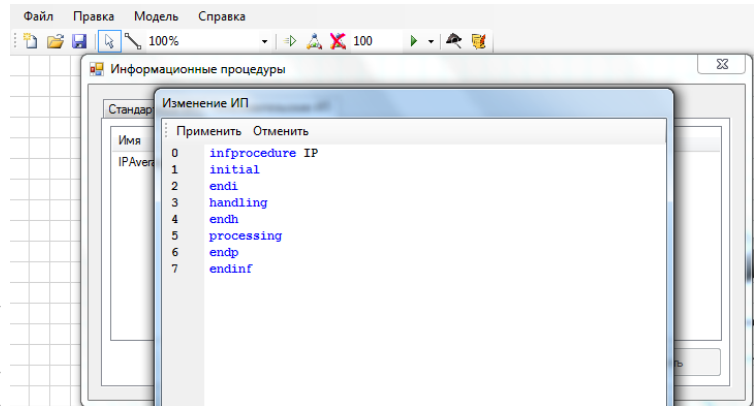 Файл Правка Модель Справка
100% 100
Информационные процедуры
Изменение ИП
Применить Отменить
Имя
0 infprocedure IP
1 initial
2 endi
3 handling
4 endh
5 processing
6 endp
7 endinf